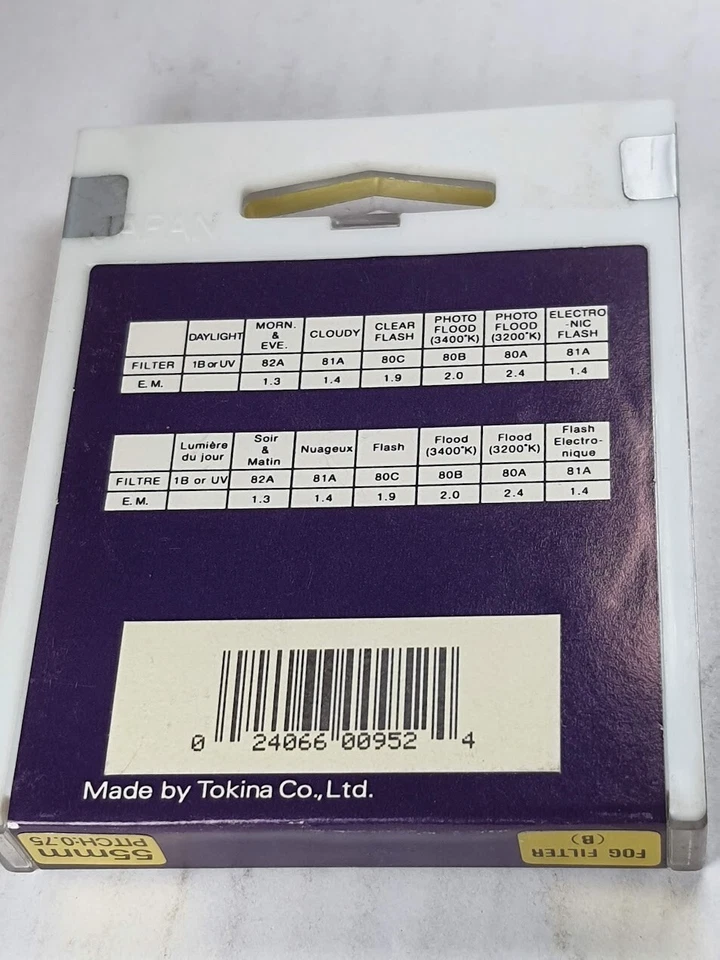 JAPAN
DAYLIGHT MORN. & EVE. CLOUDY CLEAR FLASH PHOTO FLOOD (3400°K) PHOTO FLOOD (3200°K) ELECTRO-NIC FLASH
FILTER 1B or UV 82A 81A 80C 80B 80A 81A
E.M. 1.3 1.4 1.9 2.0 2.4 1.4
Lumière du jour Soir & Matin Nuageux Flash Flood (3400°K) Flood (3200°K) Flash Electro-nique
FILTRE 1B or UV 82A 81A 80C 80B 80A 81A
E.M. 1.3 1.4 1.9 2.0 2.4 1.4
0 24066 00952 4
Made by Tokina Co., Ltd.
55mm
PITCH:0.75
FOG FILTER
(B)